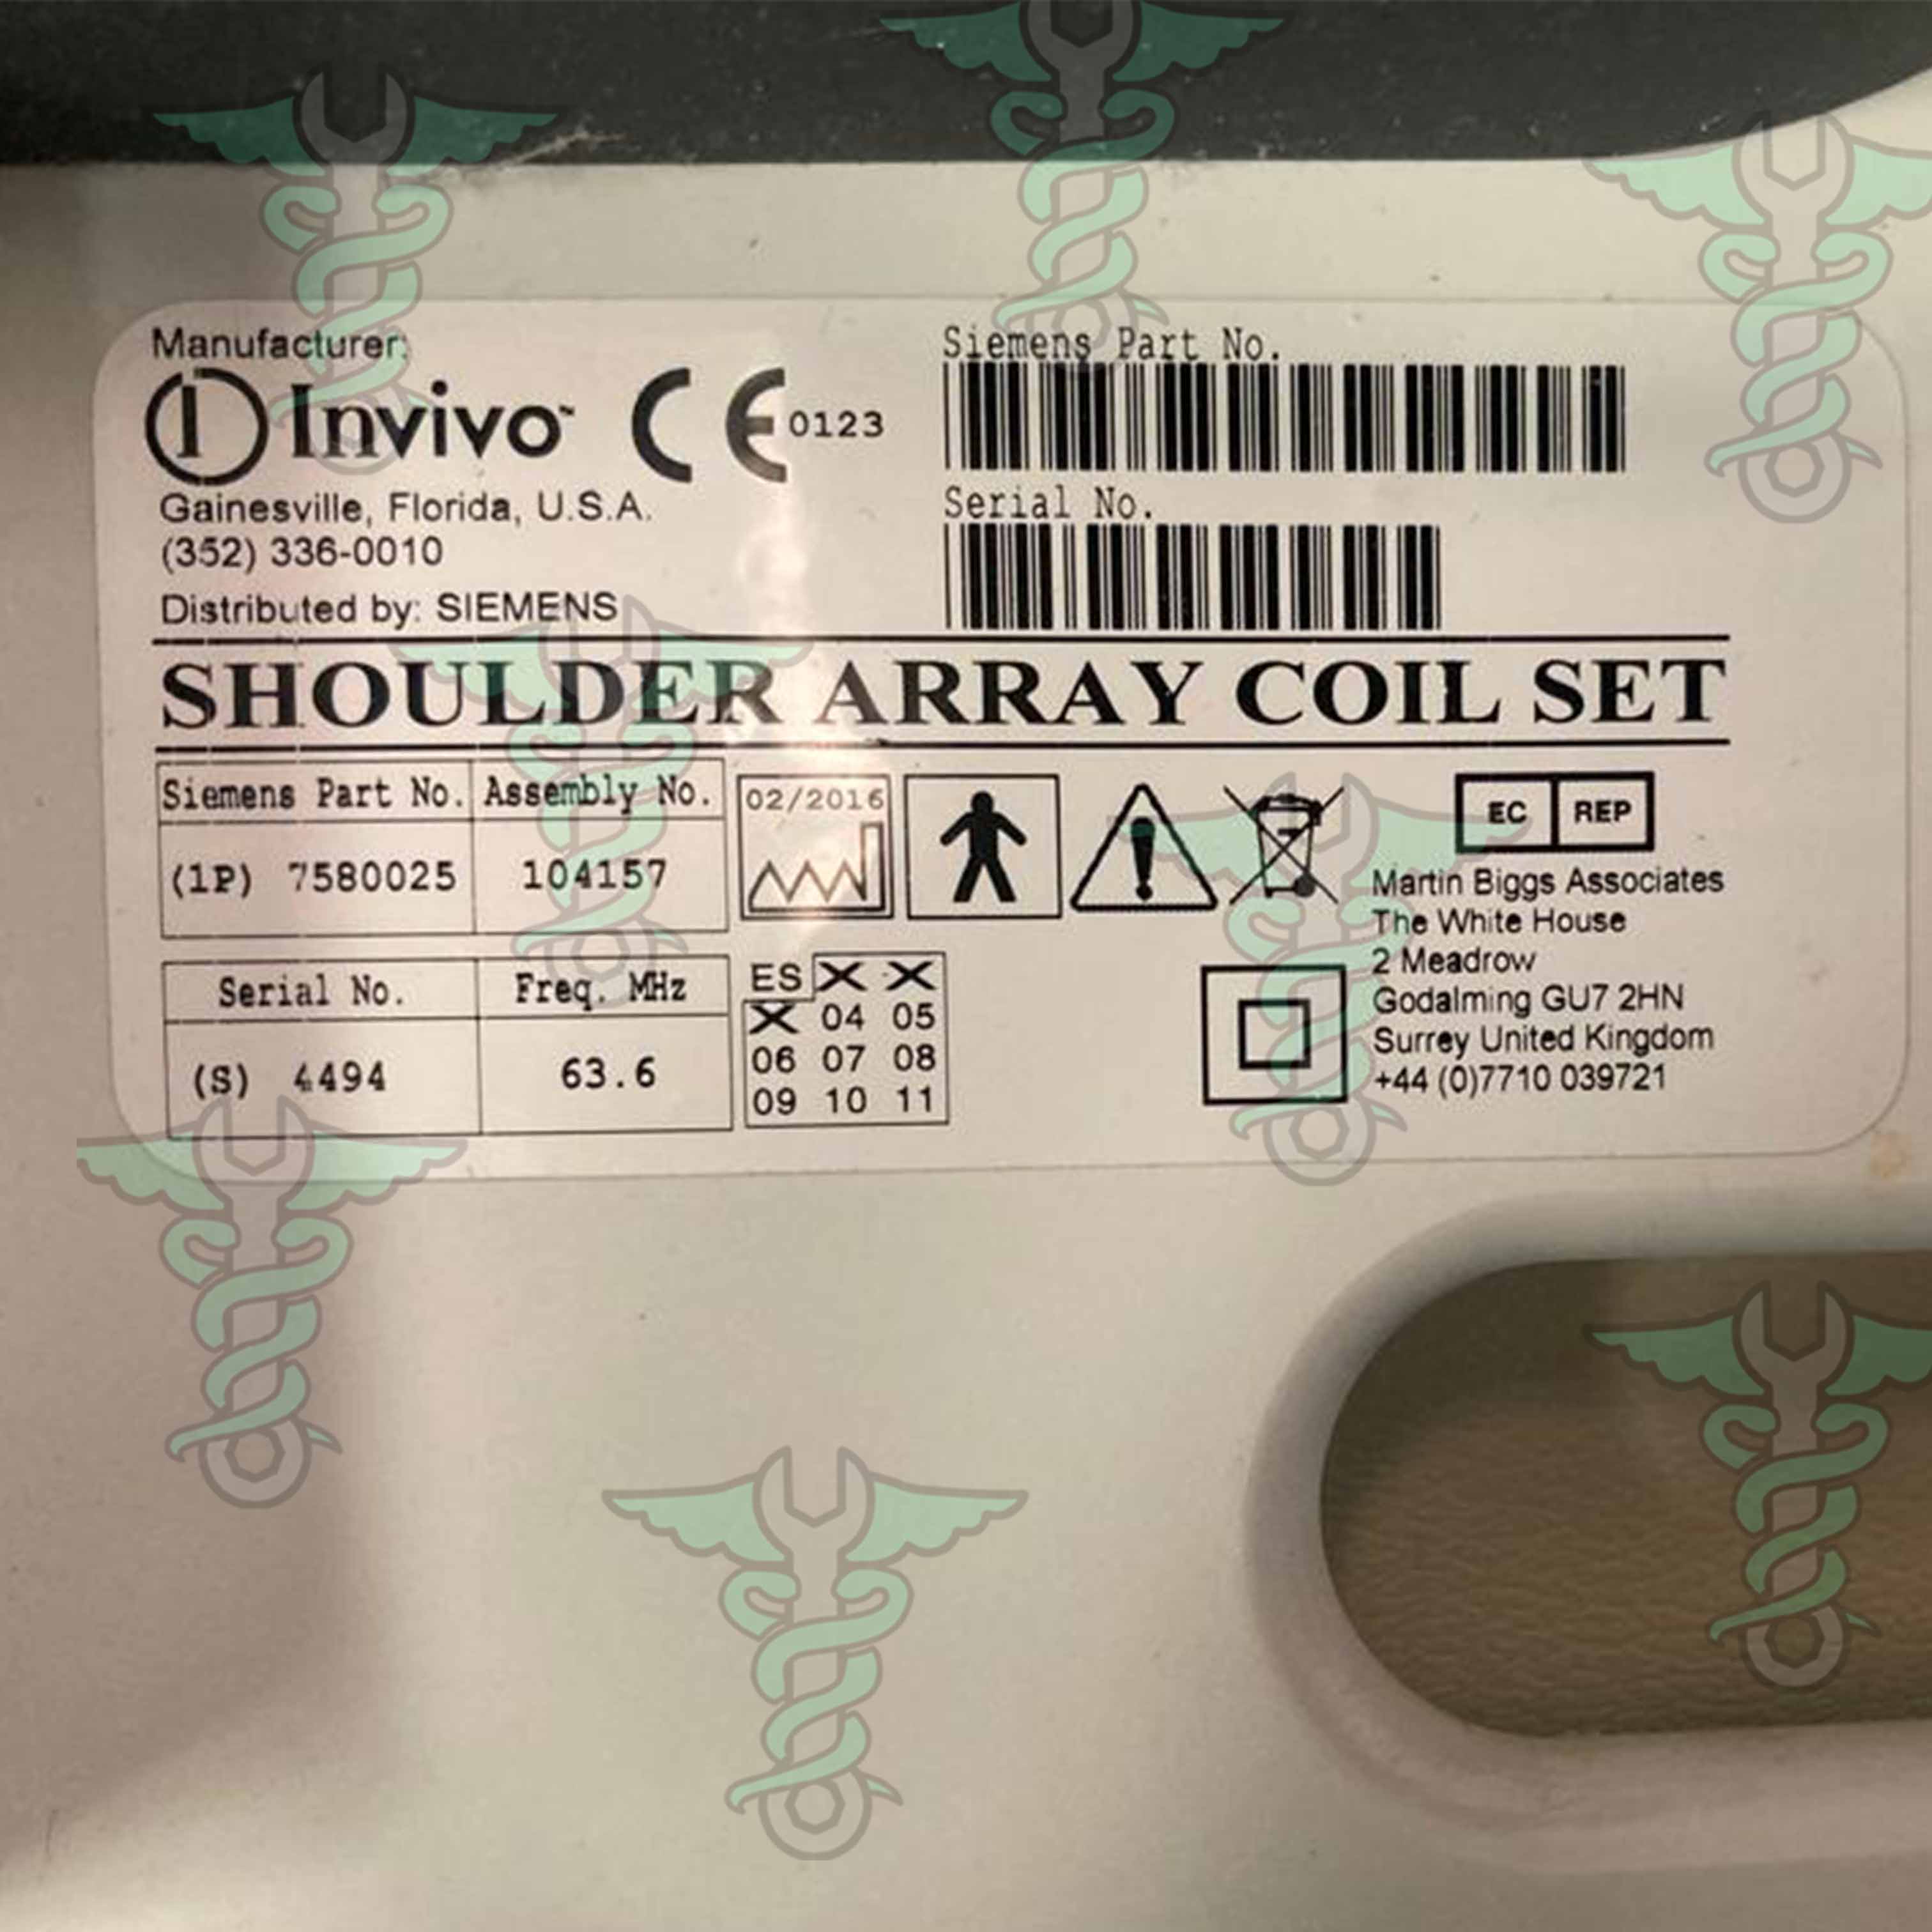 Manufacturer:
Invivo™ CE 0123
Gainesville, Florida, U.S.A.
(352) 336-0010
Distributed by: SIEMENS
Siemens Part No.
Serial No.
SHOULDER ARRAY COIL SET
Siemens Part No. Assembly No.
(1P) 7580025 104157
Serial No. Freq. MHz
(S) 4494 63.6
02/2016
ES X X
X 04 05
06 07 08
09 10 11
EC REP
Martin Biggs Associates
The White House
2 Meadrow
Godalming GU7 2HN
Surrey United Kingdom
+44 (0)7710 039721